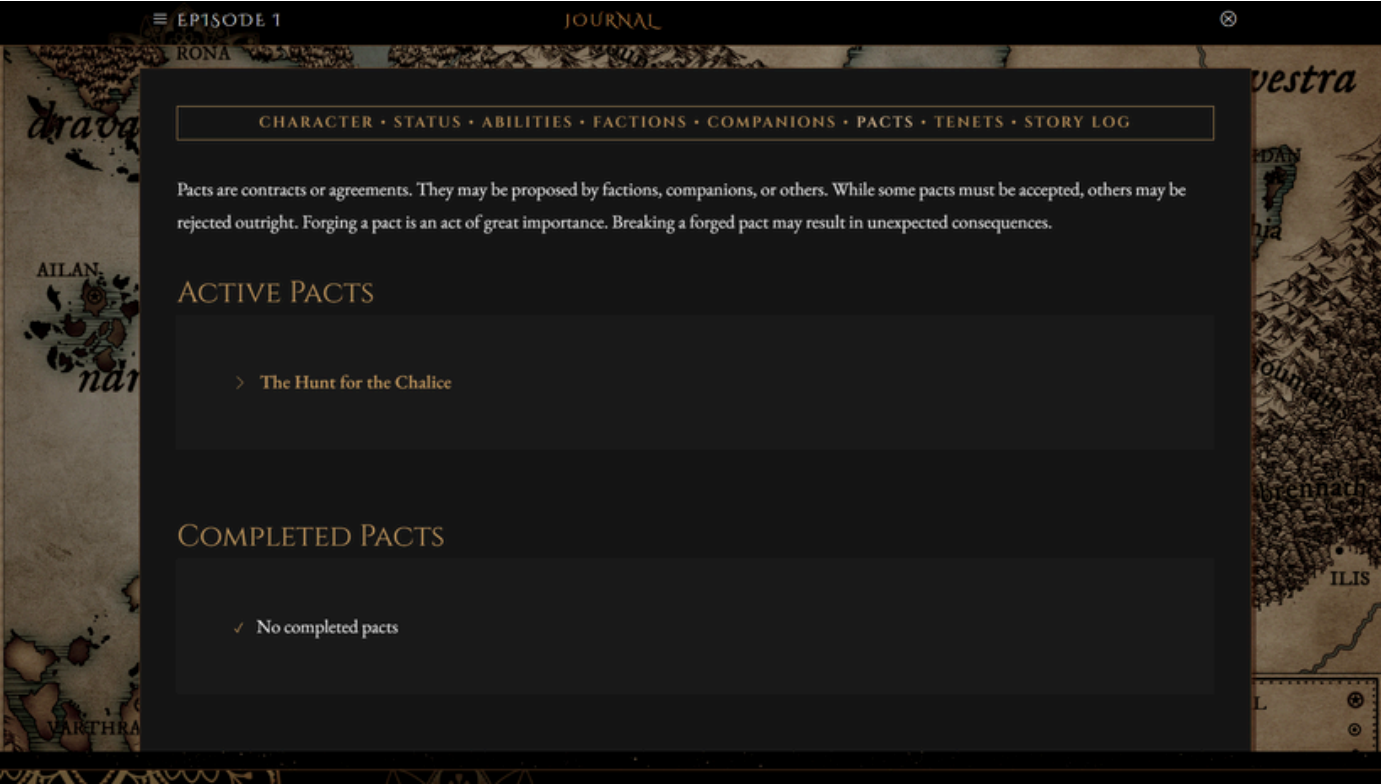 EPISODE 1
JOURNAL
RONA
vestra
CHARACTER • STATUS • ABILITIES • FACTIONS • COMPANIONS • PACTS • TENETS • STORY LOG
Pacts are contracts or agreements. They may be proposed by factions, companions, or others. While some pacts must be accepted, others may be
rejected outright. Forging a pact is an act of great importance. Breaking a forged pact may result in unexpected consequences.
AILAN
ACTIVE PACTS
The Hunt for the Chalice
brennath
COMPLETED PACTS
ILIS
No completed pacts
VARTHRA